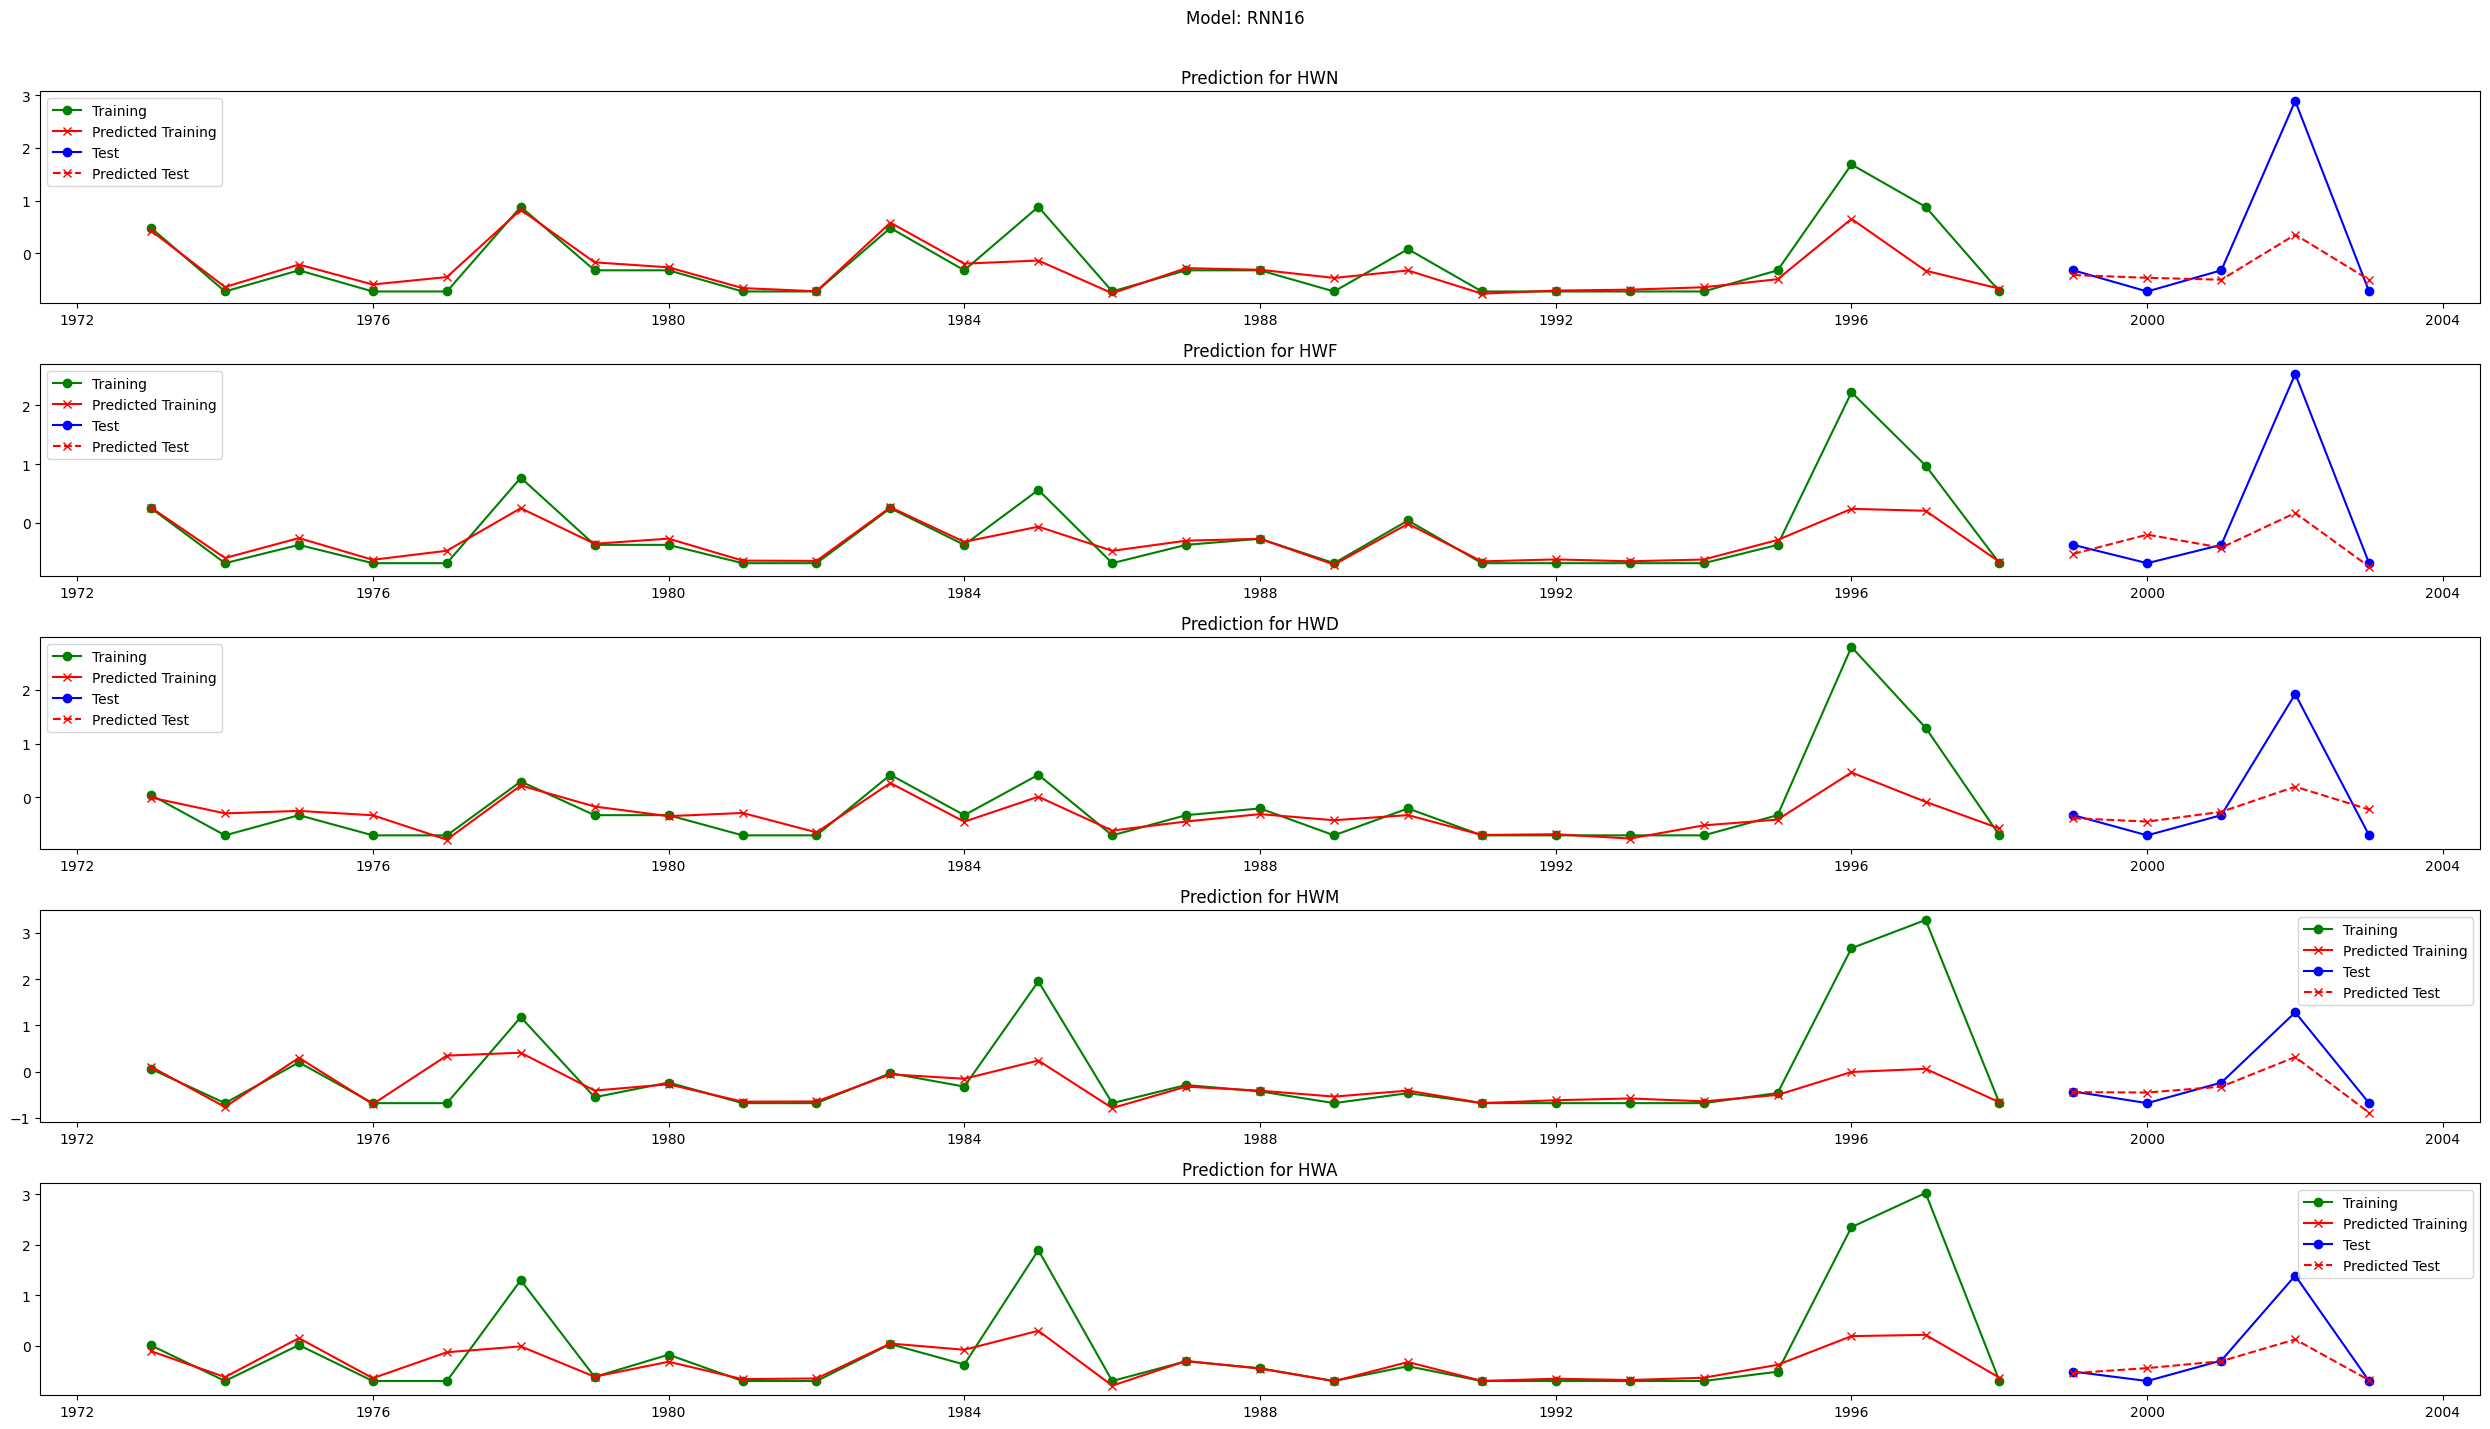 Model: RNN16
Prediction for HWN
3
2
1
0
Training
Predicted Training
Test
Predicted Test
1972 1976 1980 1984 1988 1992 1996 2000 2004
Prediction for HWF
2
1
0
Training
Predicted Training
Test
Predicted Test
1972 1976 1980 1984 1988 1992 1996 2000 2004
Prediction for HWD
2
1
0
Training
Predicted Training
Test
Predicted Test
1972 1976 1980 1984 1988 1992 1996 2000 2004
Prediction for HWM
3
2
1
0
−1
Training
Predicted Training
Test
Predicted Test
1972 1976 1980 1984 1988 1992 1996 2000 2004
Prediction for HWA
3
2
1
0
Training
Predicted Training
Test
Predicted Test
1972 1976 1980 1984 1988 1992 1996 2000 2004